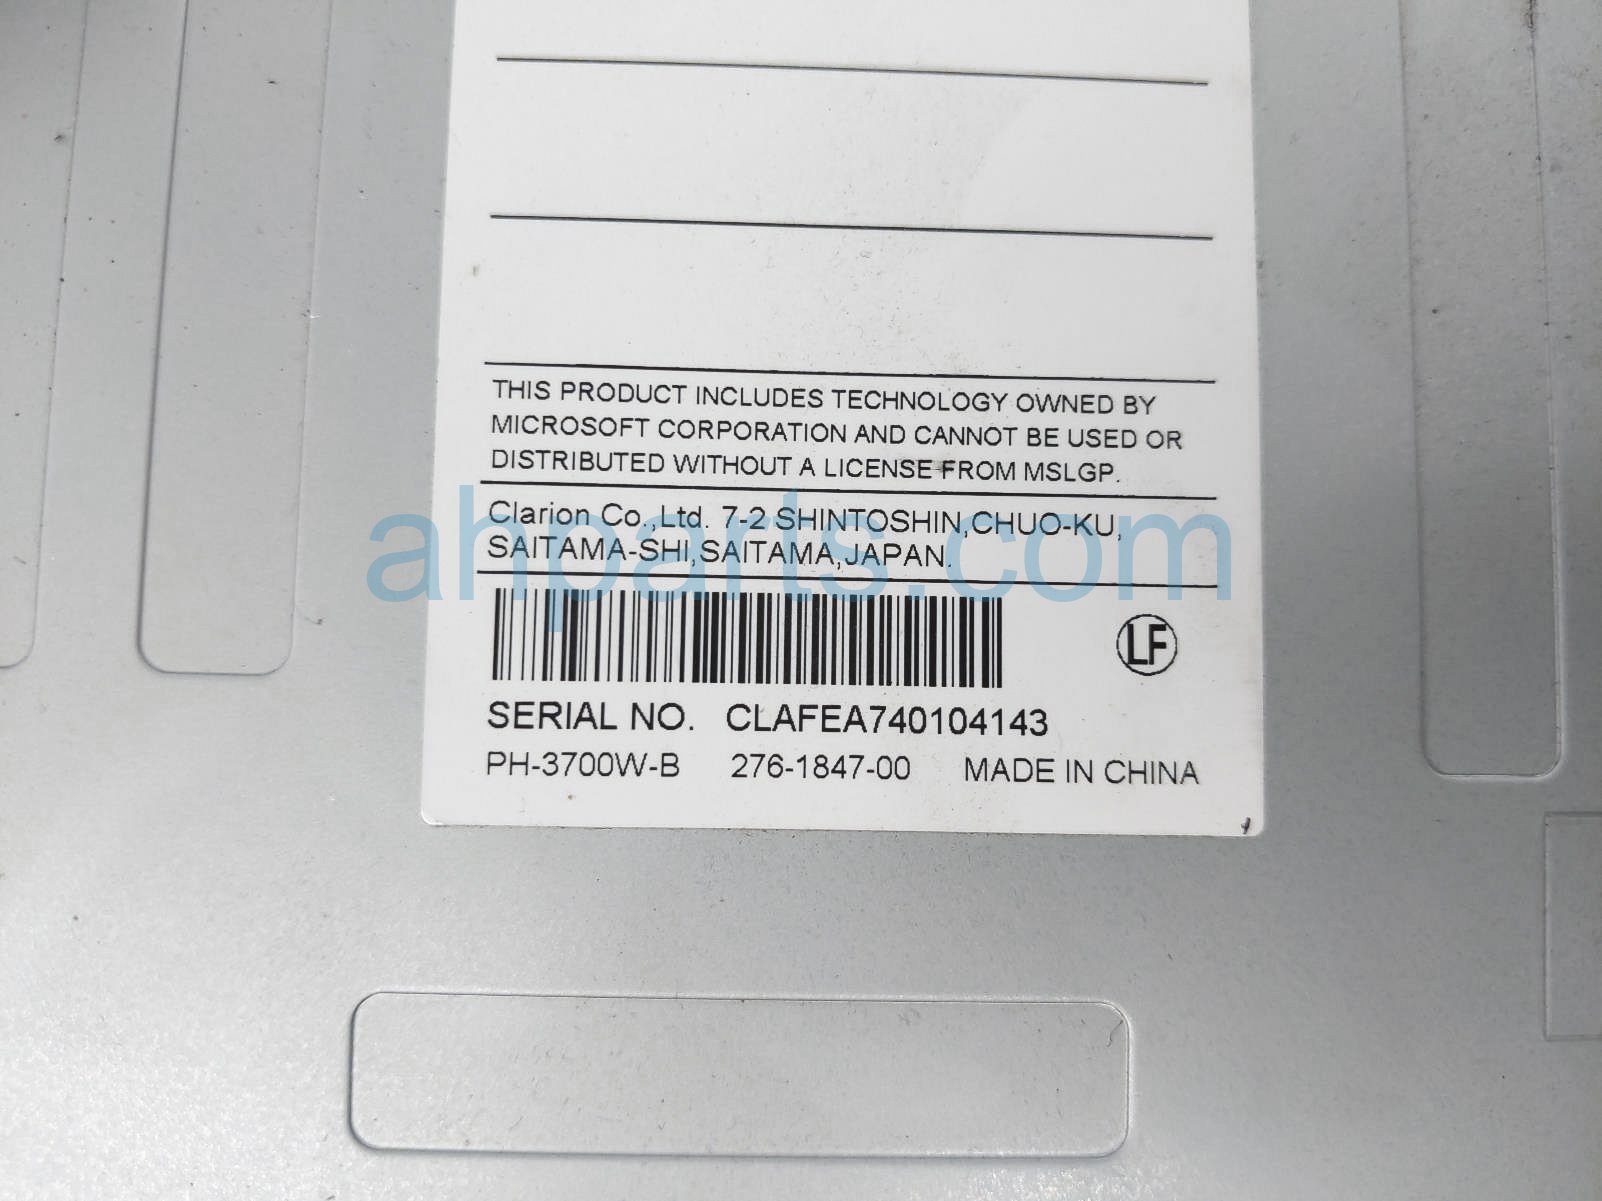 THIS PRODUCT INCLUDES TECHNOLOGY OWNED BY
MICROSOFT CORPORATION AND CANNOT BE USED OR
DISTRIBUTED WITHOUT A LICENSE FROM MSLGP.
Clarion Co.,Ltd. 7-2 SHINTOSHIN,CHUO-KU,
SAITAMA-SHI,SAITAMA,JAPAN.
ahparts.com
LF
SERIAL NO. CLAFEA740104143
PH-3700W-B 276-1847-00 MADE IN CHINA